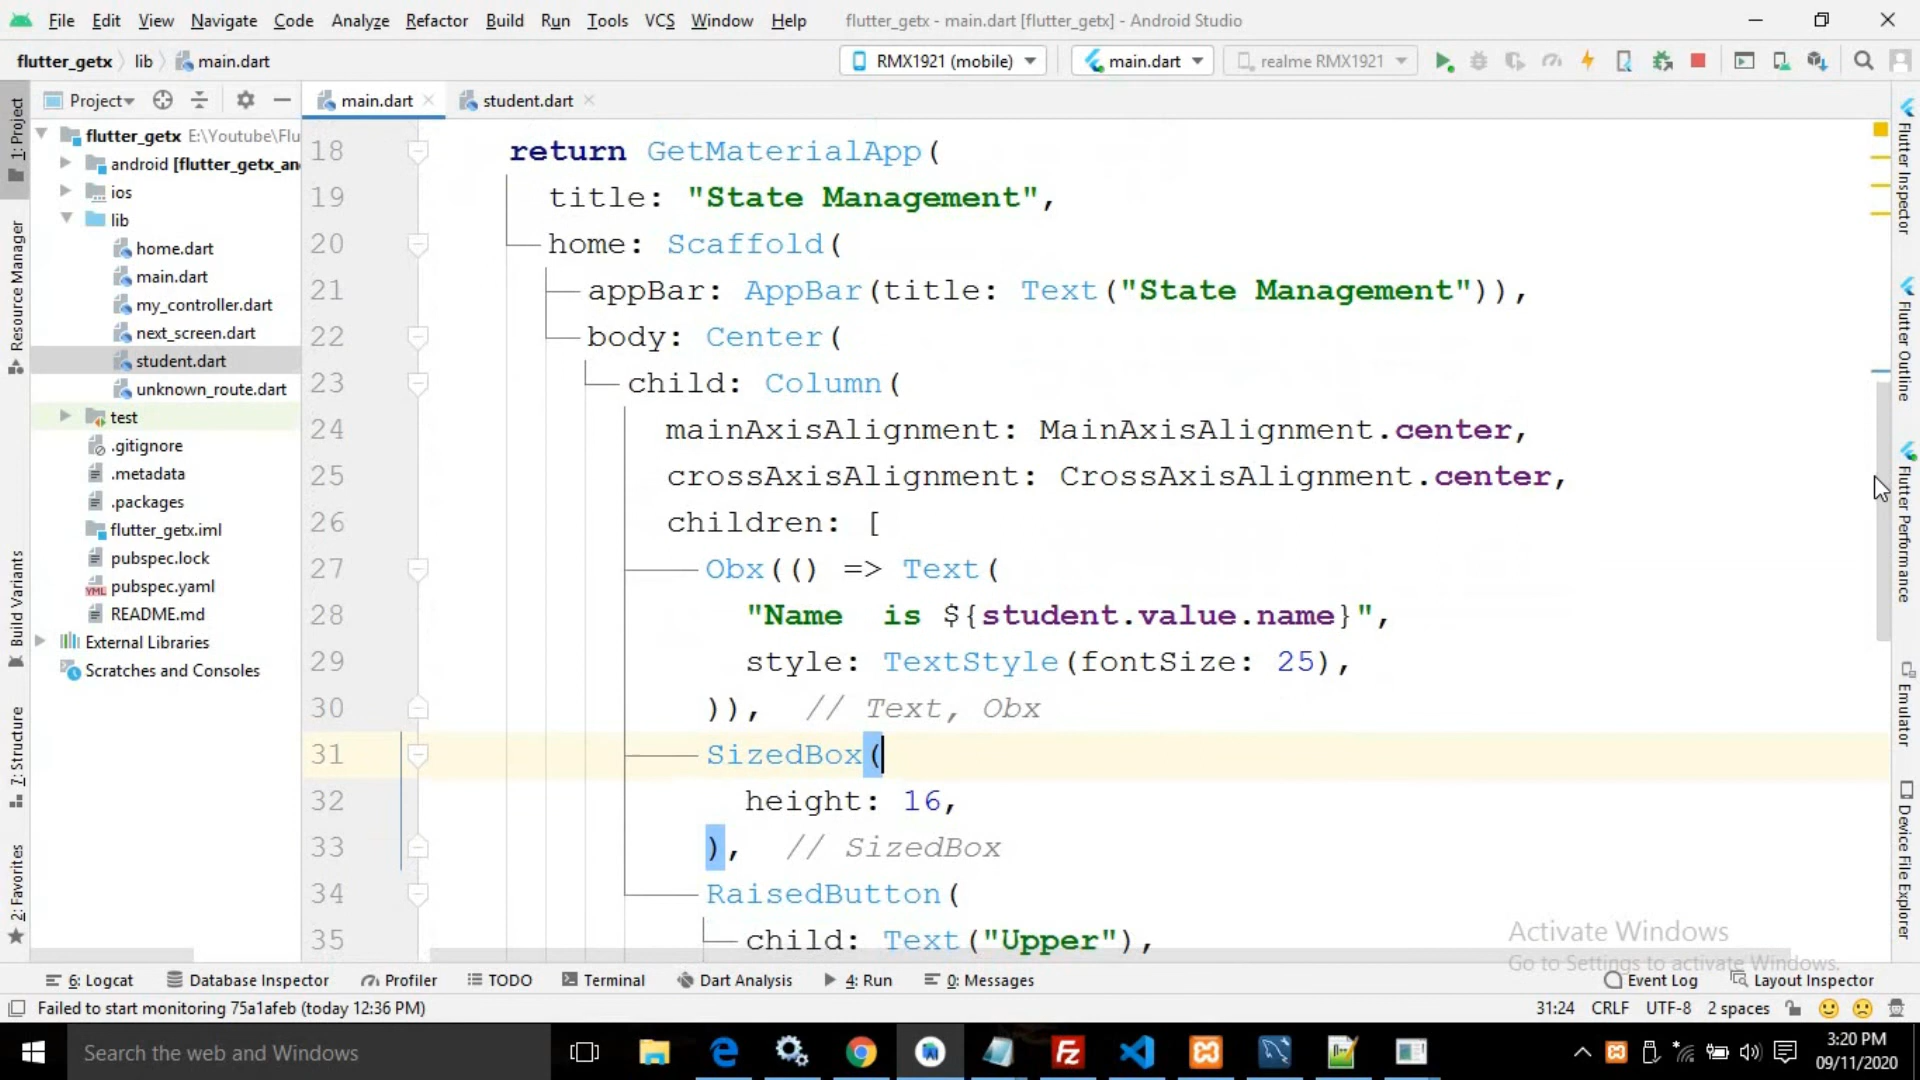 File Edit View Navigate Code Analyze Refactor Build Run Tools VCS Window Help flutter_getx - main.dart [flutter_getx] - Android Studio
flutter_getx lib main.dart RMX1921 (mobile) main.dart realme RMX1921
Project main.dart student.dart
flutter_getx E:\Youtube\Flu
android [flutter_getx_an
ios
lib
home.dart
main.dart
my_controller.dart
next_screen.dart
student.dart
unknown_route.dart
test
.gitignore
.metadata
.packages
flutter_getx.iml
pubspec.lock
pubspec.yaml
README.md
External Libraries
Scratches and Consoles
1: Project
Resource Manager
Build Variants
7: Structure
2: Favorites
18 return GetMaterialApp(
19 title: "State Management",
20 home: Scaffold(
21 appBar: AppBar(title: Text("State Management")),
22 body: Center(
23 child: Column(
24 mainAxisAlignment: MainAxisAlignment.center,
25 crossAxisAlignment: CrossAxisAlignment.center,
26 children: [
27 Obx(() => Text(
28 "Name  is ${student.value.name}",
29 style: TextStyle(fontSize: 25),
30 )), // Text, Obx
31 SizedBox(
32 height: 16,
33 ), // SizedBox
34 RaisedButton(
35 child: Text("Upper"),
Flutter Inspector
Flutter Outline
Flutter Performance
Emulator
Device File Explorer
Activate Windows
Go to Settings to activate Windows.
6: Logcat Database Inspector Profiler TODO Terminal Dart Analysis 4: Run 0: Messages Event Log Layout Inspector
Failed to start monitoring 75a1afeb (today 12:36 PM) 31:24 CRLF UTF-8 2 spaces
Search the web and Windows
3:20 PM
09/11/2020